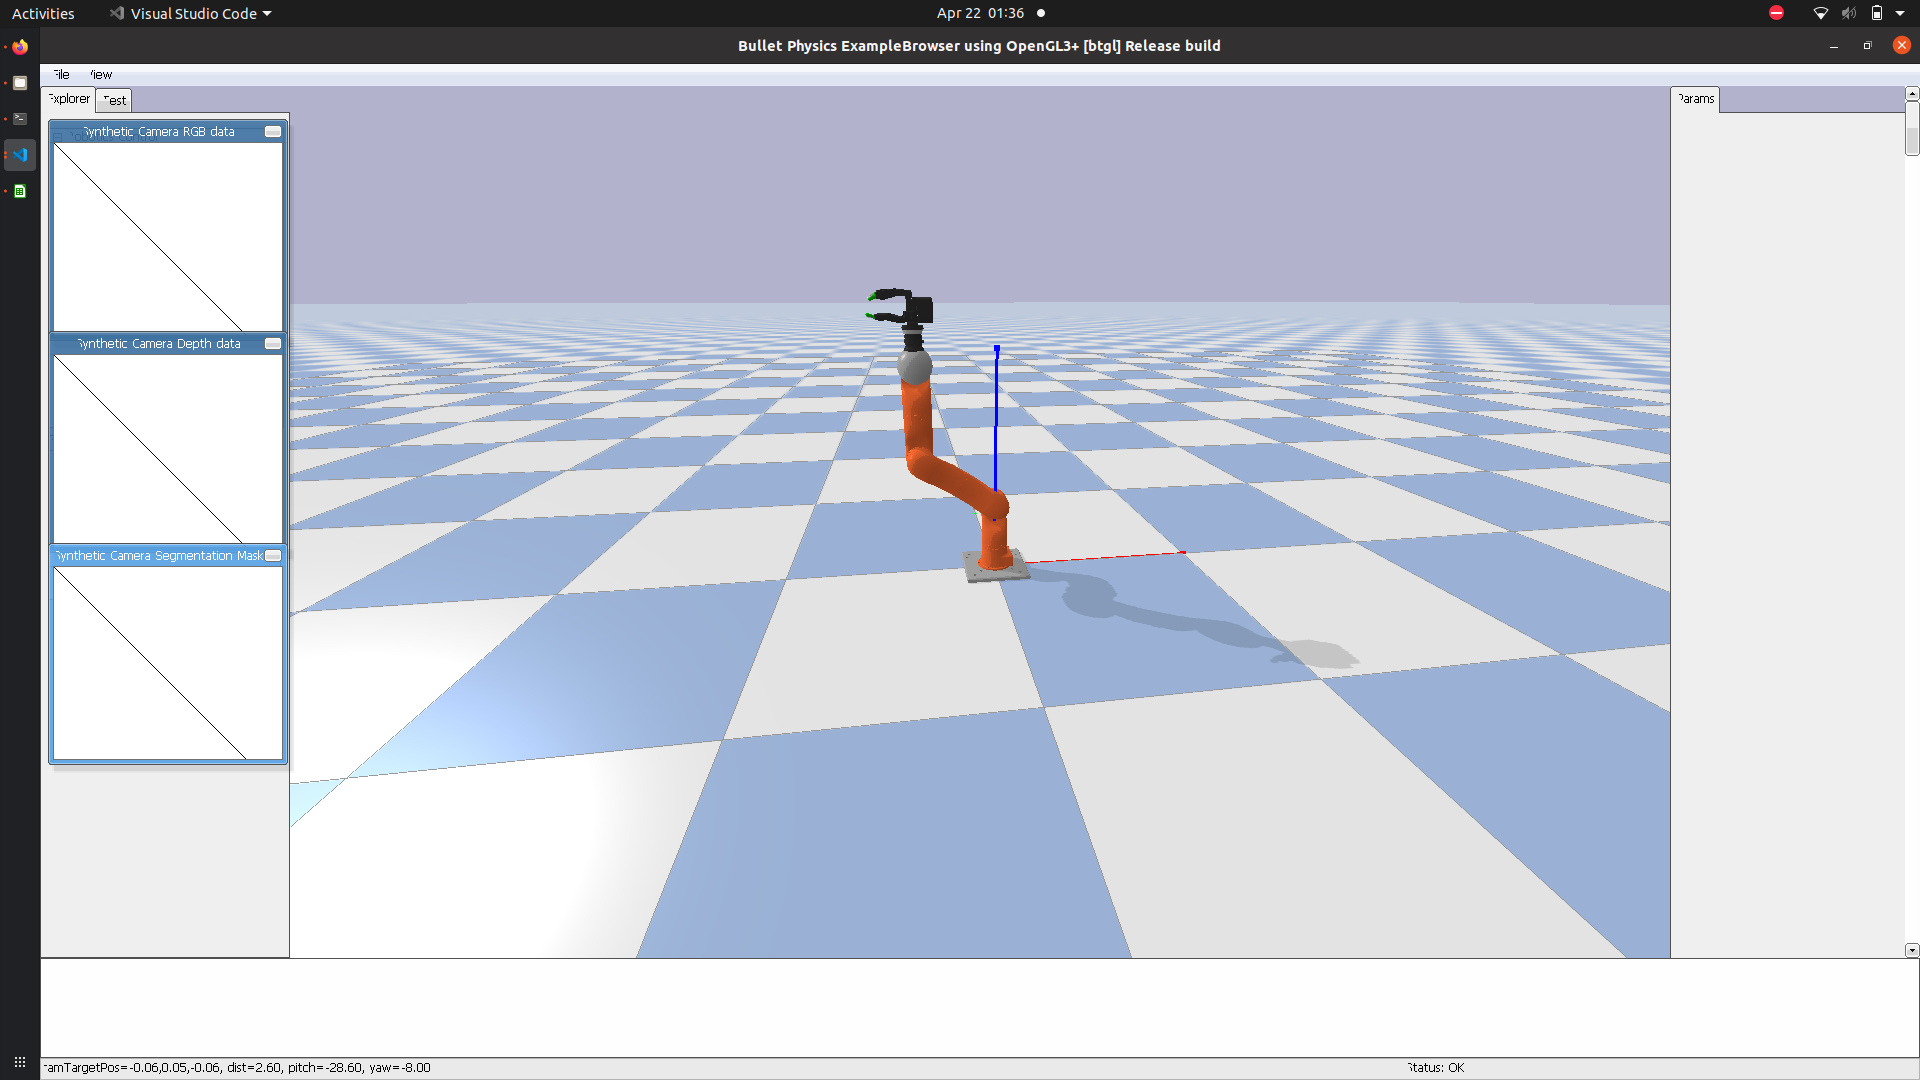 Activities
Visual Studio Code
Apr 22 01:36
Bullet Physics ExampleBrowser using OpenGL3+ [btgl] Release build
File View
Explorer Test
Params
Synthetic Camera RGB data
Synthetic Camera Depth data
Synthetic Camera Segmentation Mask
camTargetPos=-0.06,0.05,-0.06, dist=2.60, pitch=-28.60, yaw=-8.00
Status: OK